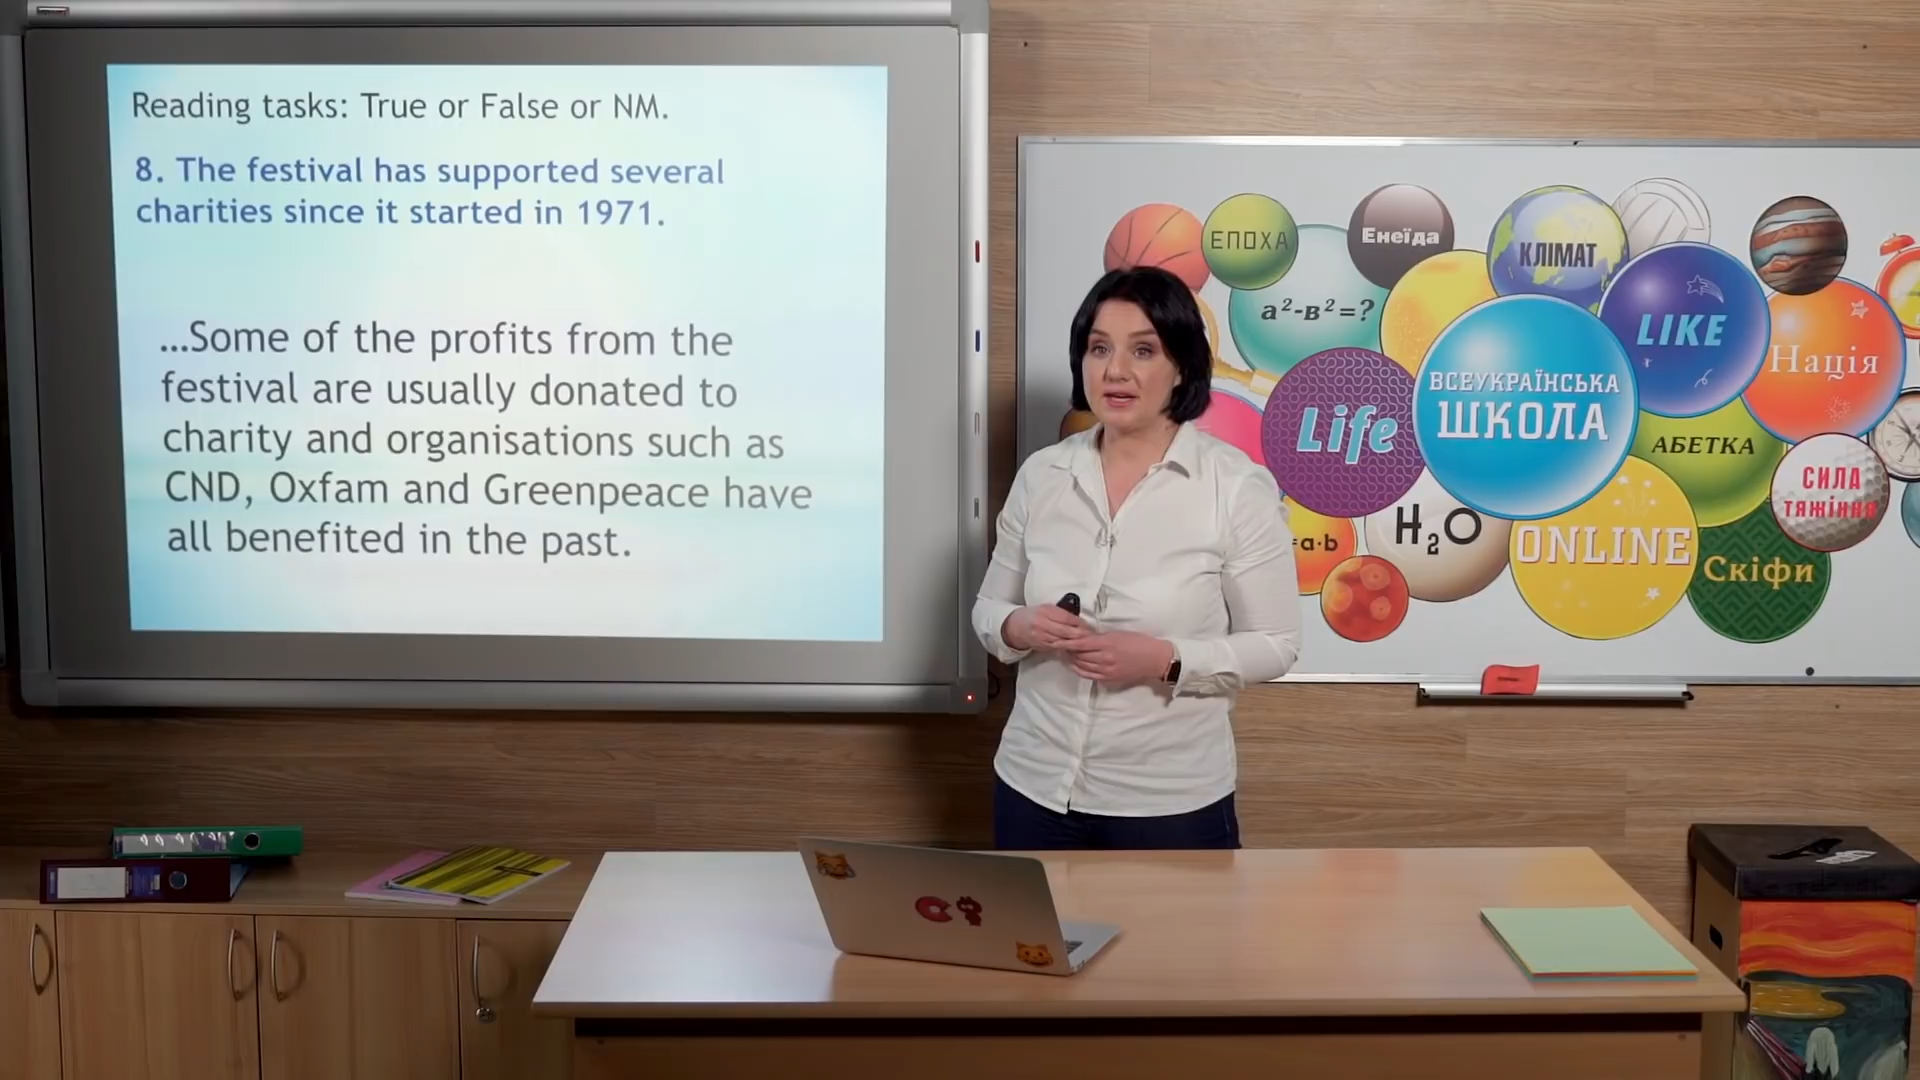 Reading tasks: True or False or NM.
8. The festival has supported several
charities since it started in 1971.
...Some of the profits from the
festival are usually donated to
charity and organisations such as
CND, Oxfam and Greenpeace have
all benefited in the past.
ЕПОХА
Енеїда
КЛІМАТ
a²-в²=?
LIKE
Нація
Life
ВСЕУКРАЇНСЬКА
ШКОЛА
АБЕТКА
СИЛА
ТЯЖІННЯ
H₂O
=a·b
ONLINE
Скіфи